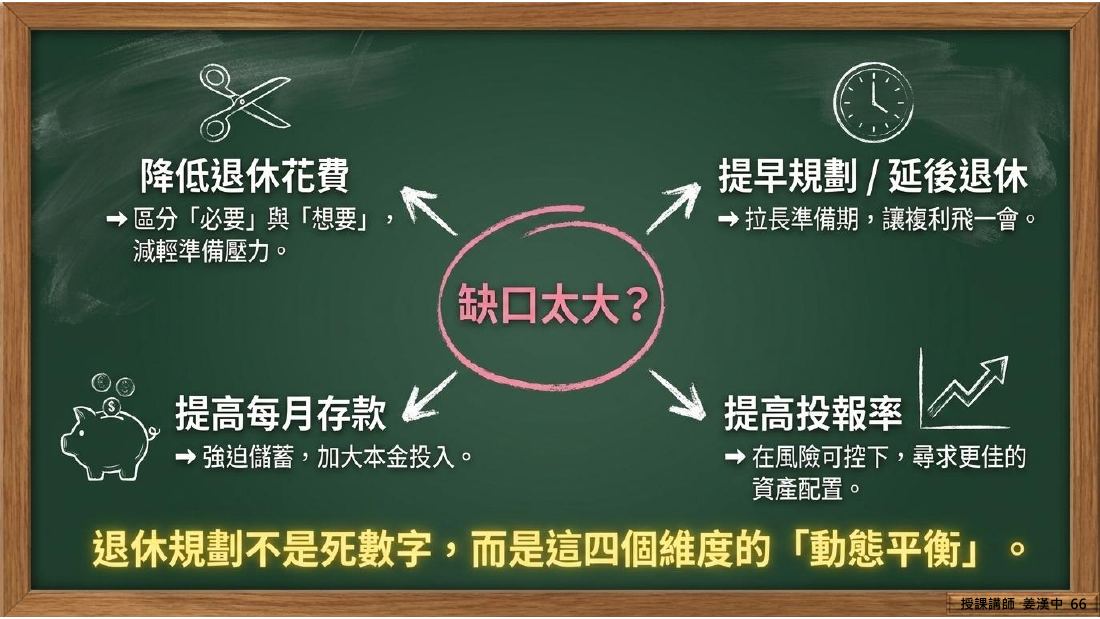 降低退休花費
➡ 區分「必要」與「想要」,
減輕準備壓力。
提早規劃 / 延後退休
➡ 拉長準備期,讓複利飛一會。
缺口太大?
提高每月存款
➡ 強迫儲蓄,加大本金投入。
提高投報率
➡ 在風險可控下,尋求更佳的
資產配置。
退休規劃不是死數字,而是這四個維度的「動態平衡」。
授課講師 姜漢中 66
$